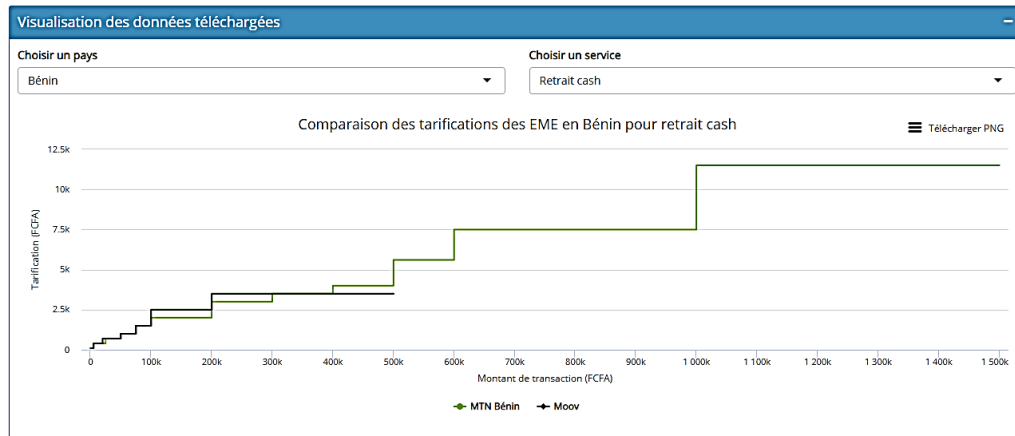 Visualisation des données téléchargées
Choisir un pays
Choisir un service
Bénin
Retrait cash
Comparaison des tarifications des EME en Bénin pour retrait cash
Télécharger PNG
Tarification (FCFA)
12.5k
10k
7.5k
5k
2.5k
0
0 100k 200k 300k 400k 500k 600k 700k 800k 900k 1 000k 1 100k 1 200k 1 300k 1 400k 1 500k
Montant de transaction (FCFA)
MTN Bénin Moov